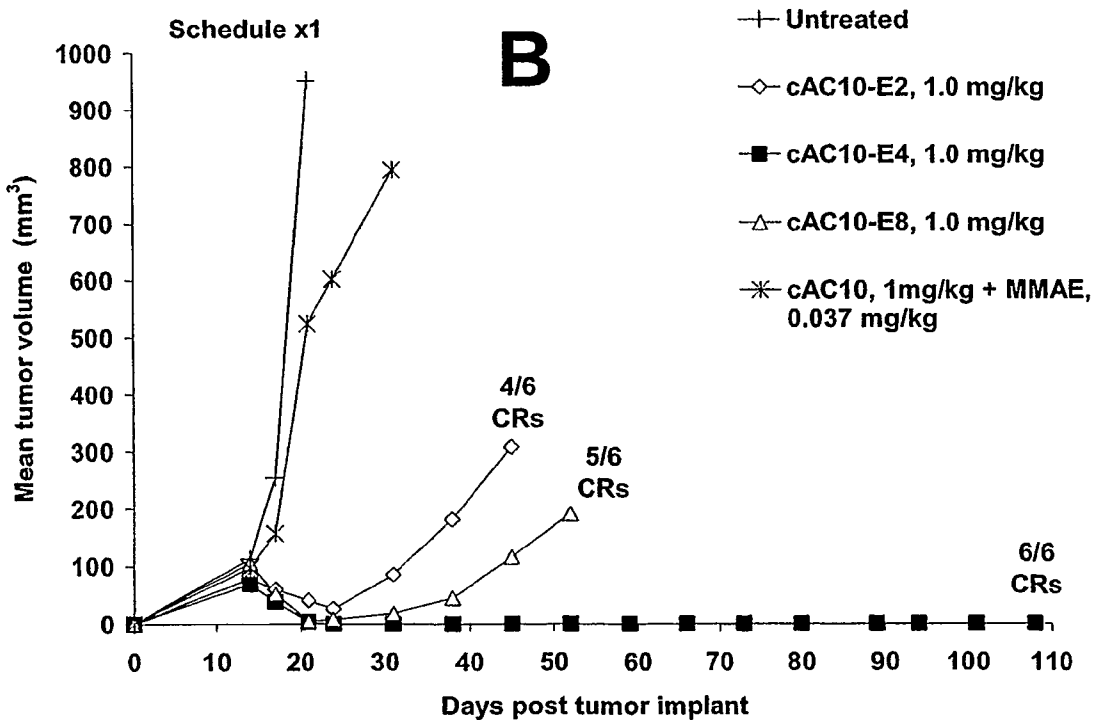 Schedule x1
B
Untreated
cAC10-E2, 1.0 mg/kg
cAC10-E4, 1.0 mg/kg
cAC10-E8, 1.0 mg/kg
cAC10, 1mg/kg + MMAE,
0.037 mg/kg
Mean tumor volume (mm³)
1000
900
800
700
600
500
400
300
200
100
0
4/6
CRs
5/6
CRs
6/6
CRs
0 10 20 30 40 50 60 70 80 90 100 110
Days post tumor implant